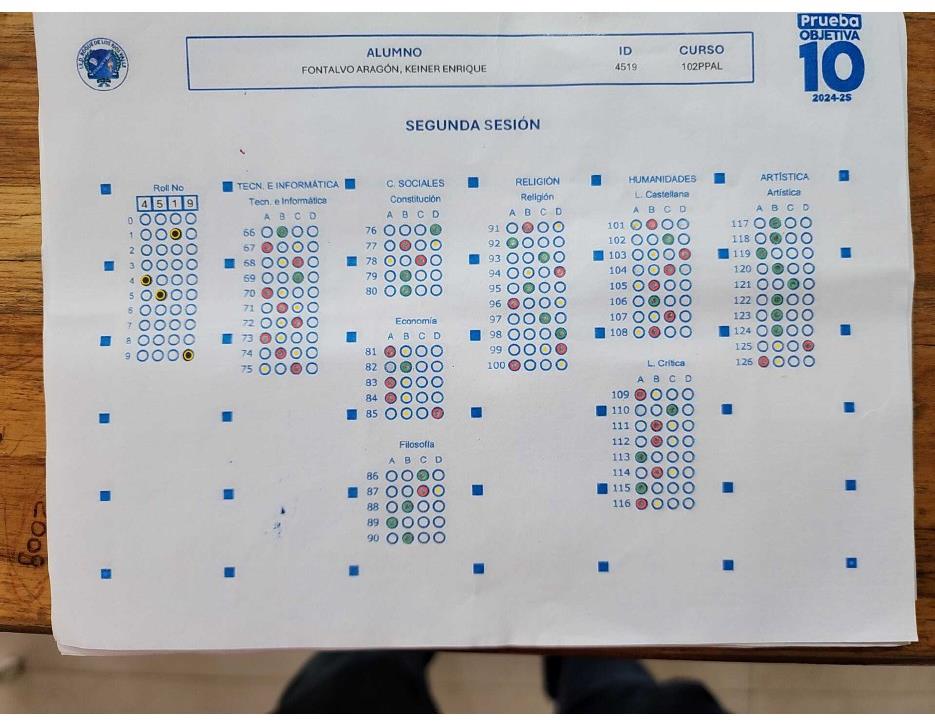 Prueba
OBJETIVA
10
2024-2S
ALUMNO ID CURSO
FONTALVO ARAGÓN, KEINER ENRIQUE 4519 102PPAL
SEGUNDA SESIÓN
Roll No
4 5 1 9
0
1
2
3
4
5
6
7
8
9
TECN. E INFORMÁTICA
Tecn. e Informática
A B C D
66
67
68
69
70
71
72
73
74
75
C. SOCIALES
Constitución
A B C D
76
77
78
79
80
Economía
A B C D
81
82
83
84
85
Filosofía
A B C D
86
87
88
89
90
RELIGIÓN
Religión
A B C D
91
92
93
94
95
96
97
98
99
100
HUMANIDADES
L. Castellana
A B C D
101
102
103
104
105
106
107
108
L. Crítica
A B C D
109
110
111
112
113
114
115
116
ARTÍSTICA
Artística
A B C D
117
118
119
120
121
122
123
124
125
126